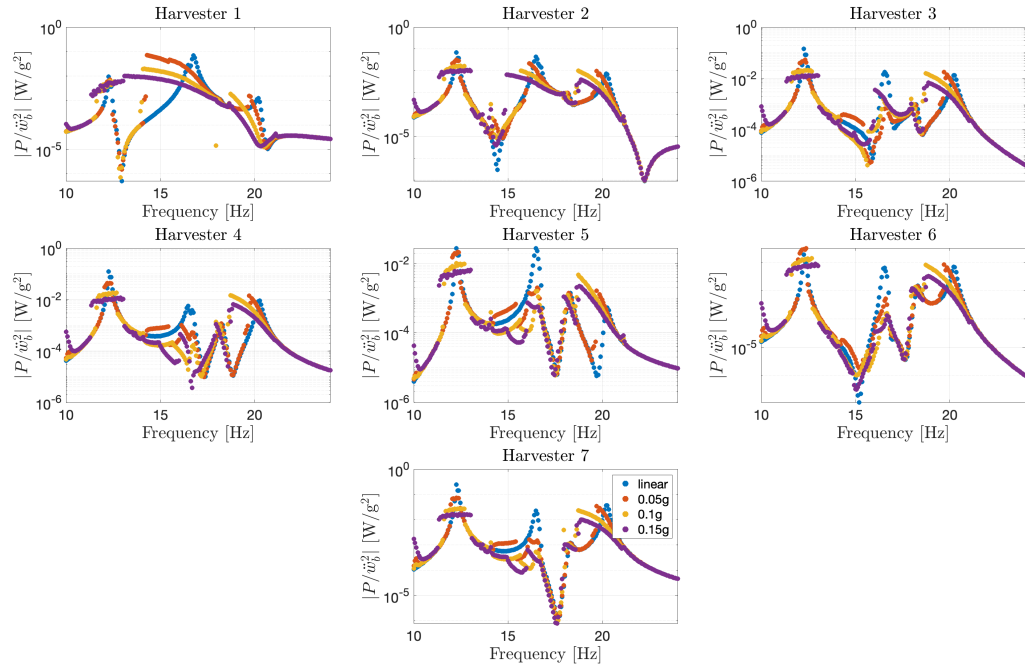 Harvester 1
10^0
10^-5
|P/ẅ_b^2| [W/g^2]
10 15 20
Frequency [Hz]
Harvester 2
10^0
10^-5
|P/ẅ_b^2| [W/g^2]
10 15 20
Frequency [Hz]
Harvester 3
10^0
10^-2
10^-4
10^-6
|P/ẅ_b^2| [W/g^2]
10 15 20
Frequency [Hz]
Harvester 4
10^0
10^-2
10^-4
10^-6
|P/ẅ_b^2| [W/g^2]
10 15 20
Frequency [Hz]
Harvester 5
10^-2
10^-4
10^-6
|P/ẅ_b^2| [W/g^2]
10 15 20
Frequency [Hz]
Harvester 6
10^-5
|P/ẅ_b^2| [W/g^2]
10 15 20
Frequency [Hz]
Harvester 7
10^0
10^-5
|P/ẅ_b^2| [W/g^2]
linear
0.05g
0.1g
0.15g
10 15 20
Frequency [Hz]